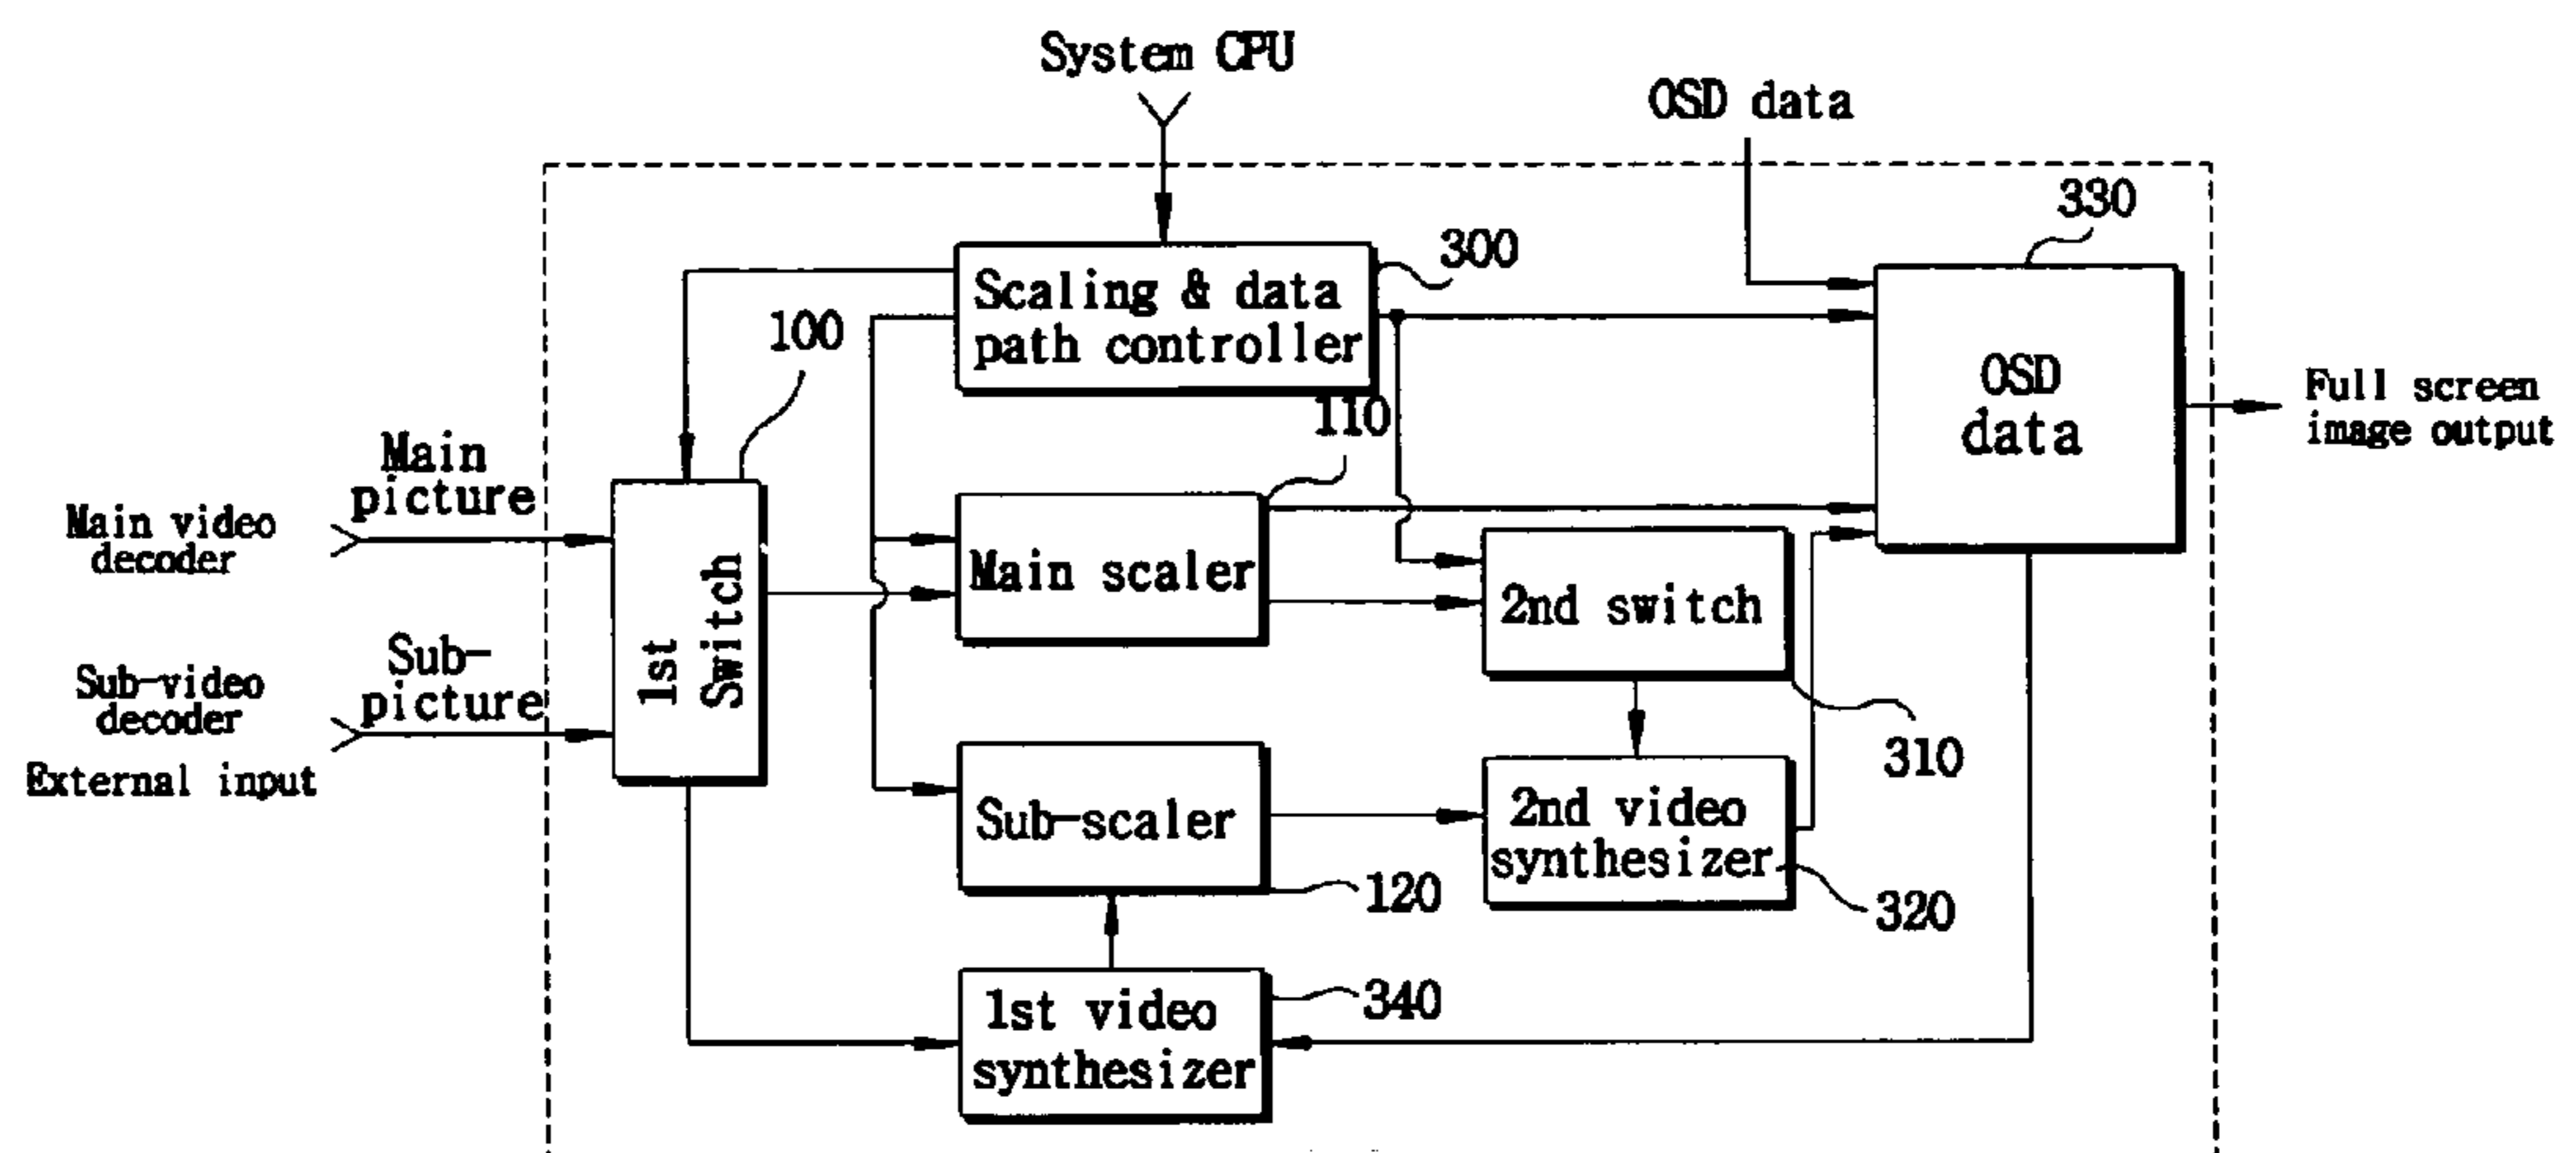 System CPU
OSD data
330
300
Scaling & data
path controller
100
110
OSD
data
Full screen
image output
Main
picture
Main video
decoder
1st
Switch
Main scaler
2nd switch
Sub-
picture
Sub-video
decoder
External input
310
Sub-scaler
2nd video
synthesizer
120
320
1st video
synthesizer
340